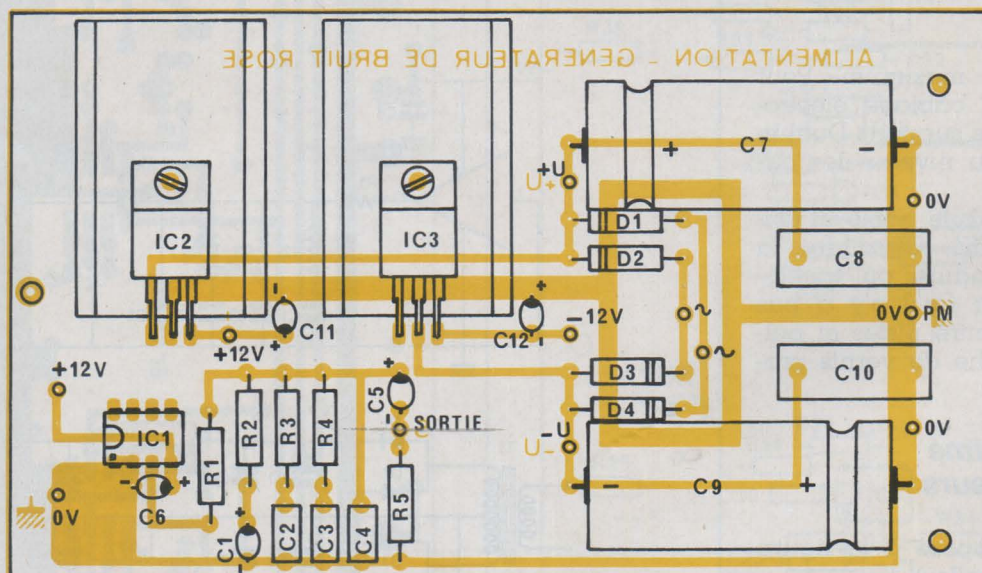 ALIMENTATION - GENERATEUR DE BRUIT ROSE
C7
+
−
+U
U+
0V
D1
D2
IC2
IC3
C8
-
+
C11
+12V
C12
-
−12V
~
~
0V PM
+12V
D3
D4
C10
IC1
R1
R2
R3
R4
+
C5
-
SORTIE
-U
U-
0V
+
-
C6
0V
R5
C9
−
+
+
C1
-
C2
C3
C4